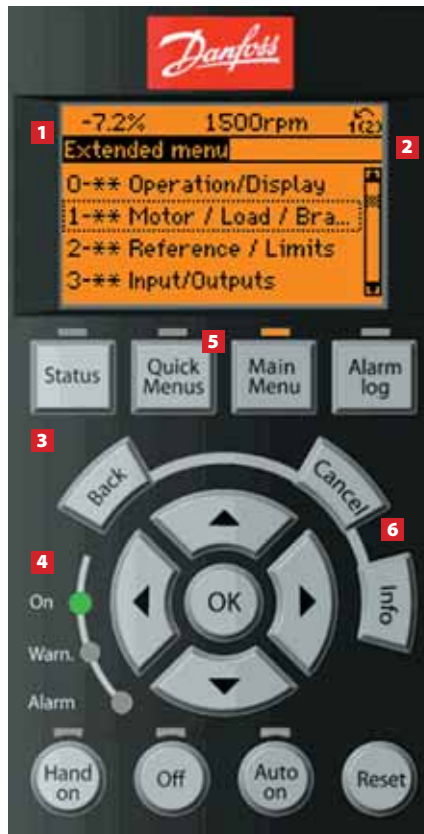 Danfoss
1
-7.2% 1500rpm 1(2)
2
Extended menu
0-** Operation/Display
1-** Motor / Load / Bra...
2-** Reference / Limits
3-** Input/Outputs
5
Status Quick Menus Main Menu Alarm log
3
Back Cancel
6
4
On OK Info
Warn.
Alarm
Hand on Off Auto on Reset